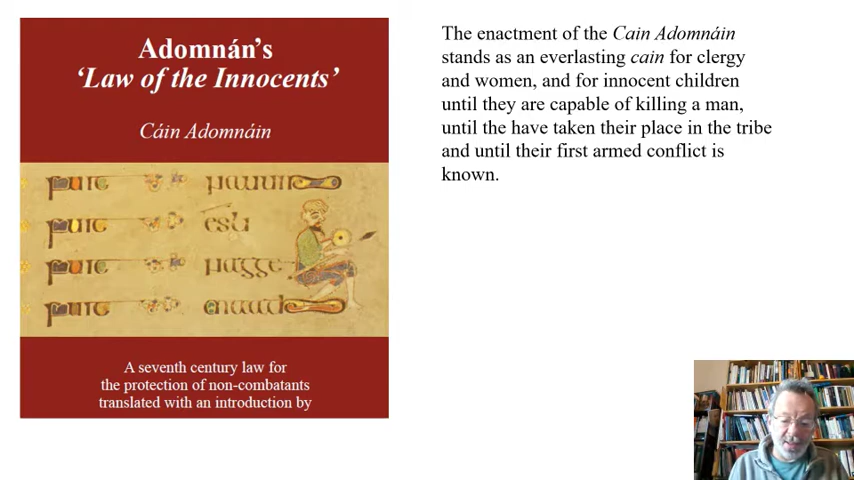 Adomnán's
'Law of the Innocents'
Cáin Adomnáin
A seventh century law for
the protection of non-combatants
translated with an introduction by
The enactment of the Cain Adomnáin
stands as an everlasting cain for clergy
and women, and for innocent children
until they are capable of killing a man,
until the have taken their place in the tribe
and until their first armed conflict is
known.